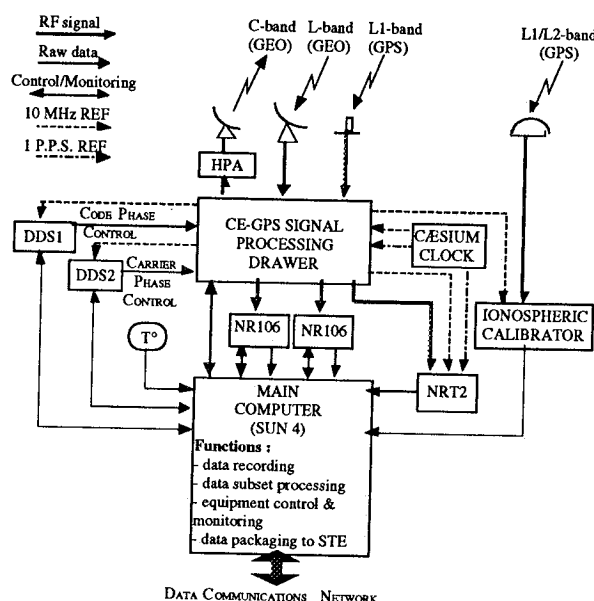 RF signal
Raw data
Control/Monitoring
10 MHz REF
1 P.P.S. REF
C-band
(GEO)
L-band
(GEO)
L1-band
(GPS)
L1/L2-band
(GPS)
HPA
CE-GPS SIGNAL
PROCESSING
DRAWER
CODE PHASE
CONTROL
DDS1
DDS2
CARRIER
PHASE
CONTROL
CÆSIUM
CLOCK
IONOSPHERIC
CALIBRATOR
NR106
NR106
NRT2
T°
MAIN
COMPUTER
(SUN 4)
Functions :
- data recording
- data subset processing
- equipment control &
monitoring
- data packaging to STE
DATA COMMUNICATIONS NETWORK